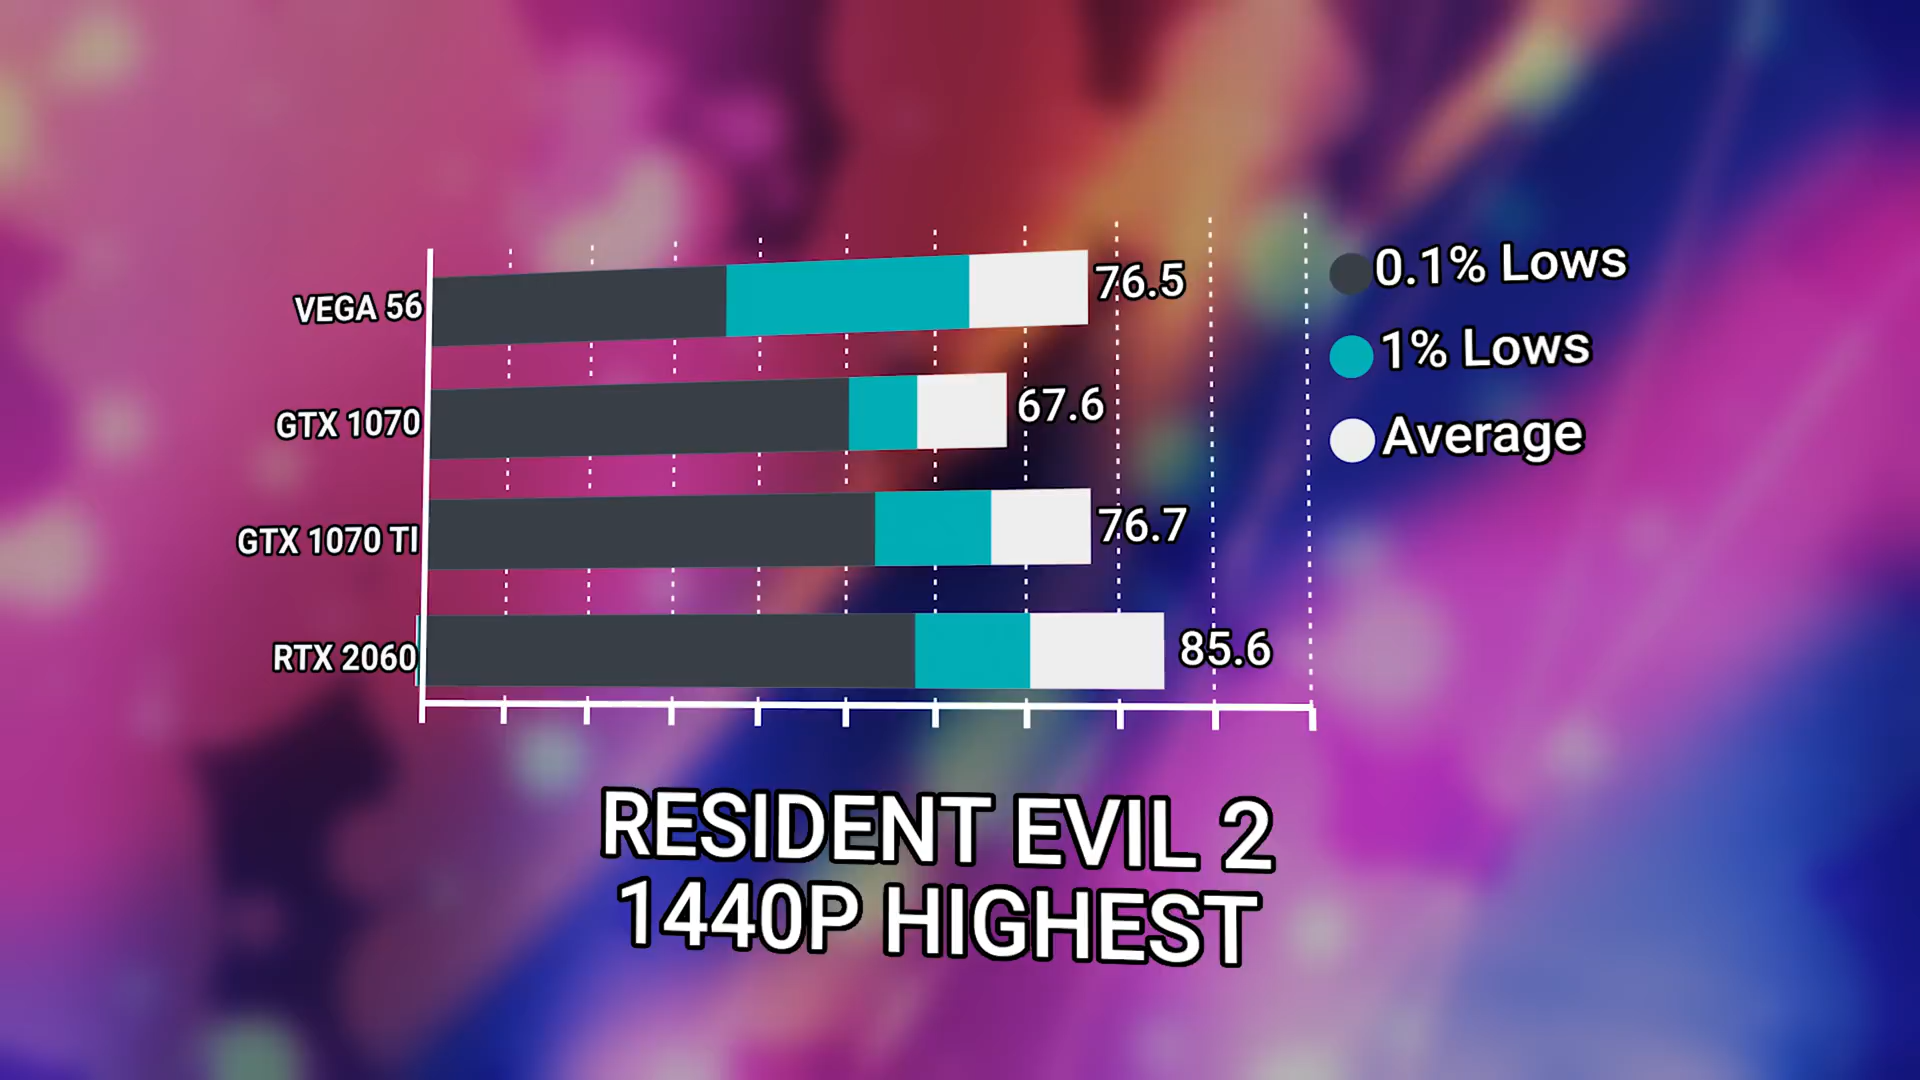 VEGA 56
76.5
GTX 1070
67.6
GTX 1070 TI
76.7
RTX 2060
85.6
0.1% Lows
1% Lows
Average
RESIDENT EVIL 2
1440P HIGHEST